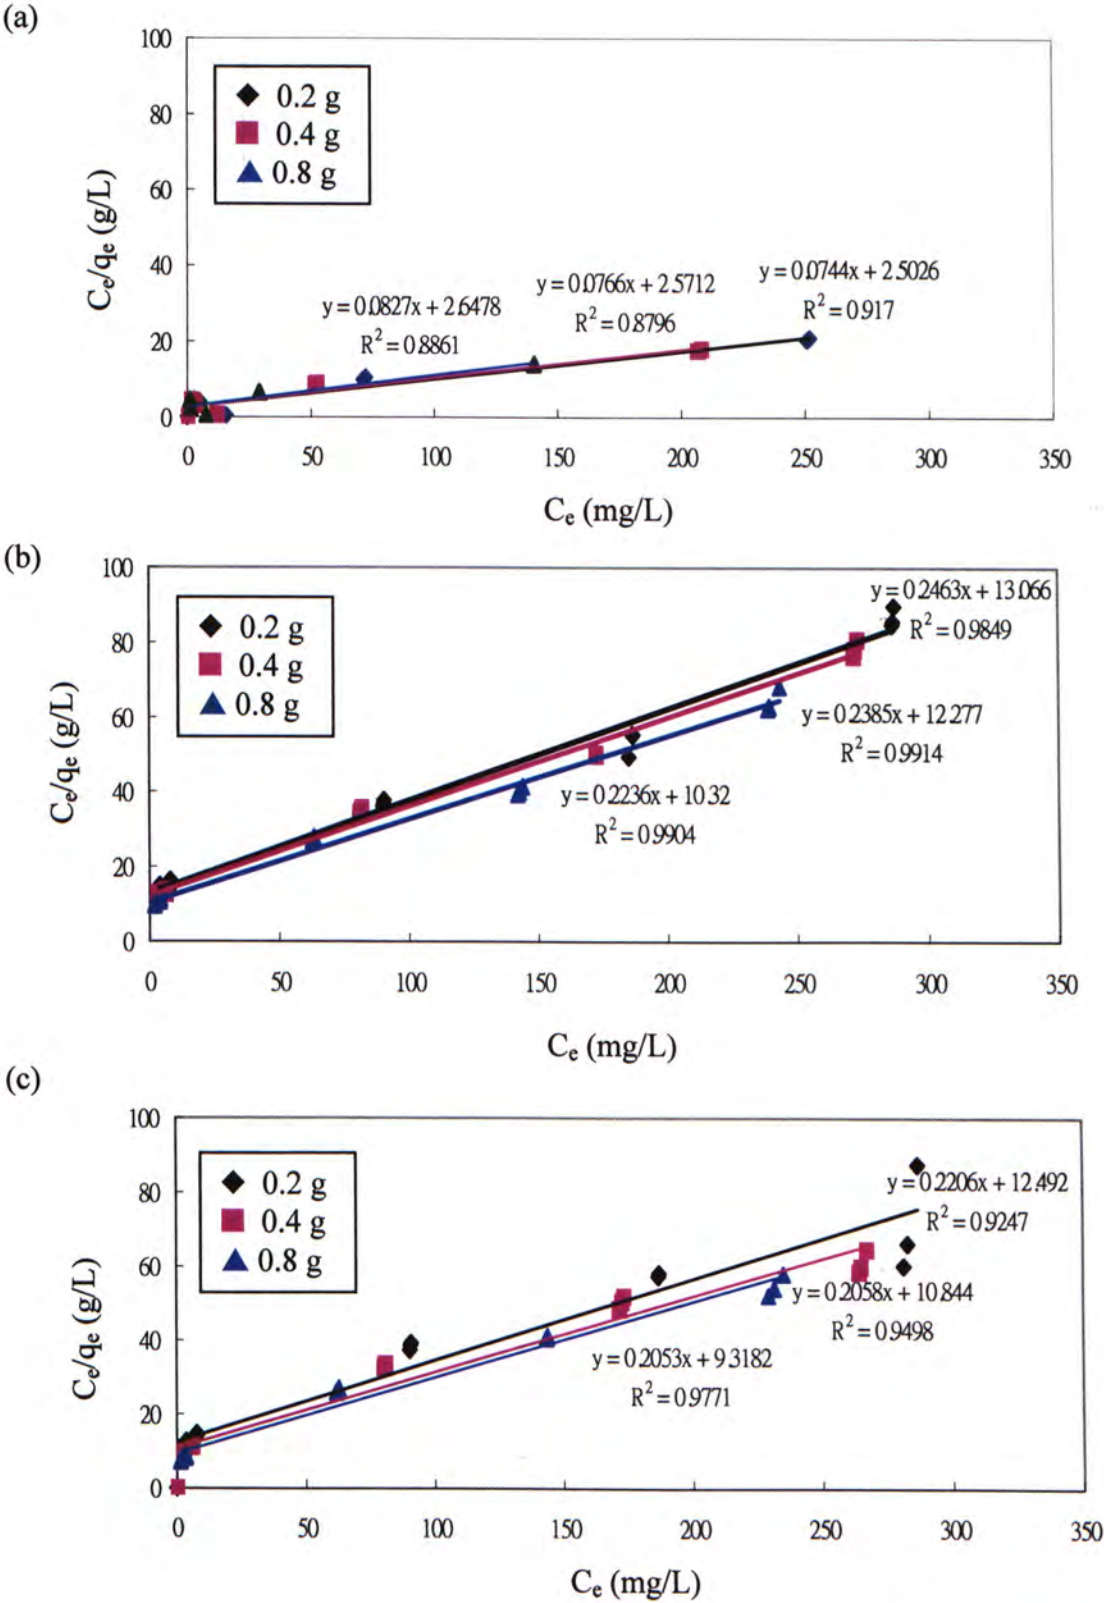 (a)
100
80
60
40
20
0
Ce/qe (g/L)
0.2 g
0.4 g
0.8 g
y = 0.0827x + 2.6478
R² = 0.8861
y = 0.0766x + 2.5712
R² = 0.8796
y = 0.0744x + 2.5026
R² = 0.917
0 50 100 150 200 250 300 350
Ce (mg/L)
(b)
100
80
60
40
20
0
Ce/qe (g/L)
0.2 g
0.4 g
0.8 g
y = 0.2463x + 13.066
R² = 0.9849
y = 0.2385x + 12.277
R² = 0.9914
y = 0.2236x + 10.32
R² = 0.9904
0 50 100 150 200 250 300 350
Ce (mg/L)
(c)
100
80
60
40
20
0
Ce/qe (g/L)
0.2 g
0.4 g
0.8 g
y = 0.2206x + 12.492
R² = 0.9247
y = 0.2058x + 10.844
R² = 0.9498
y = 0.2053x + 9.3182
R² = 0.9771
0 50 100 150 200 250 300 350
Ce (mg/L)